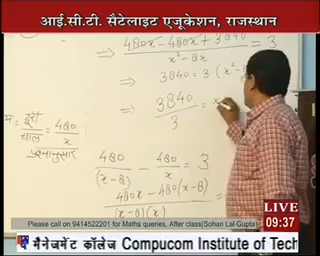 आई.सी.टी. सैटेलाइट एजूकेशन, राजस्थान
⇒ 480x - 480x + 3840 / x² - 8x = 3
⇒ 3840 = 3 (x² -
⇒ 3840 / 3 = x
= दूरी / चाल = 480 / x
प्रश्नानुसार
480 / (x-8) - 480 / x = 3
480x - 480(x-8) / (x-8)(x) =
LIVE
09:37
Please call on 9414522201 for Maths queries, After class(Sohan Lal Gupta)
मैनेजमेंट कॉलेज Compucom Institute of Tech